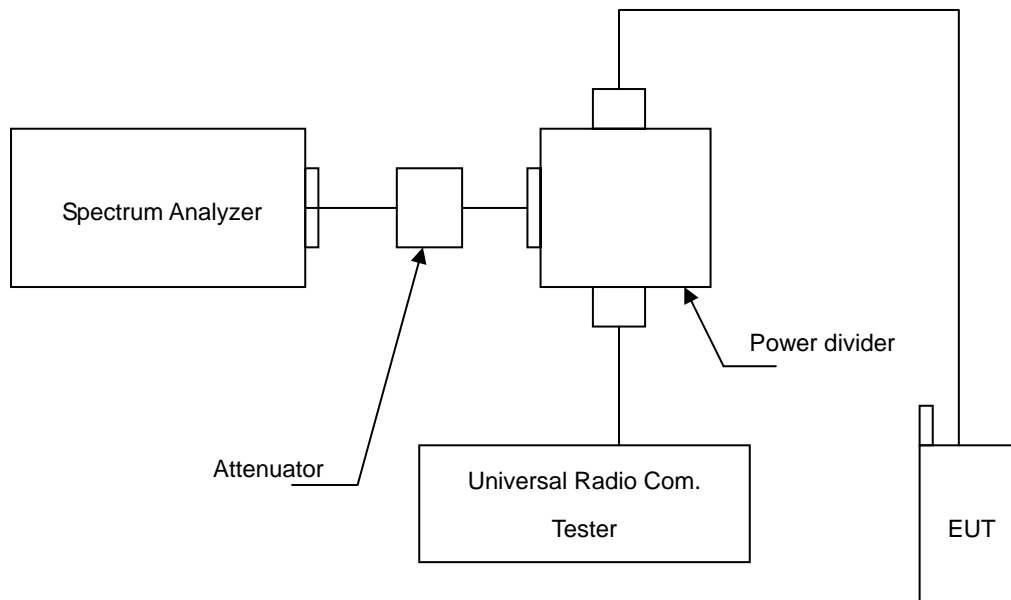 Spectrum Analyzer
Power divider
Attenuator
Universal Radio Com.
Tester
EUT